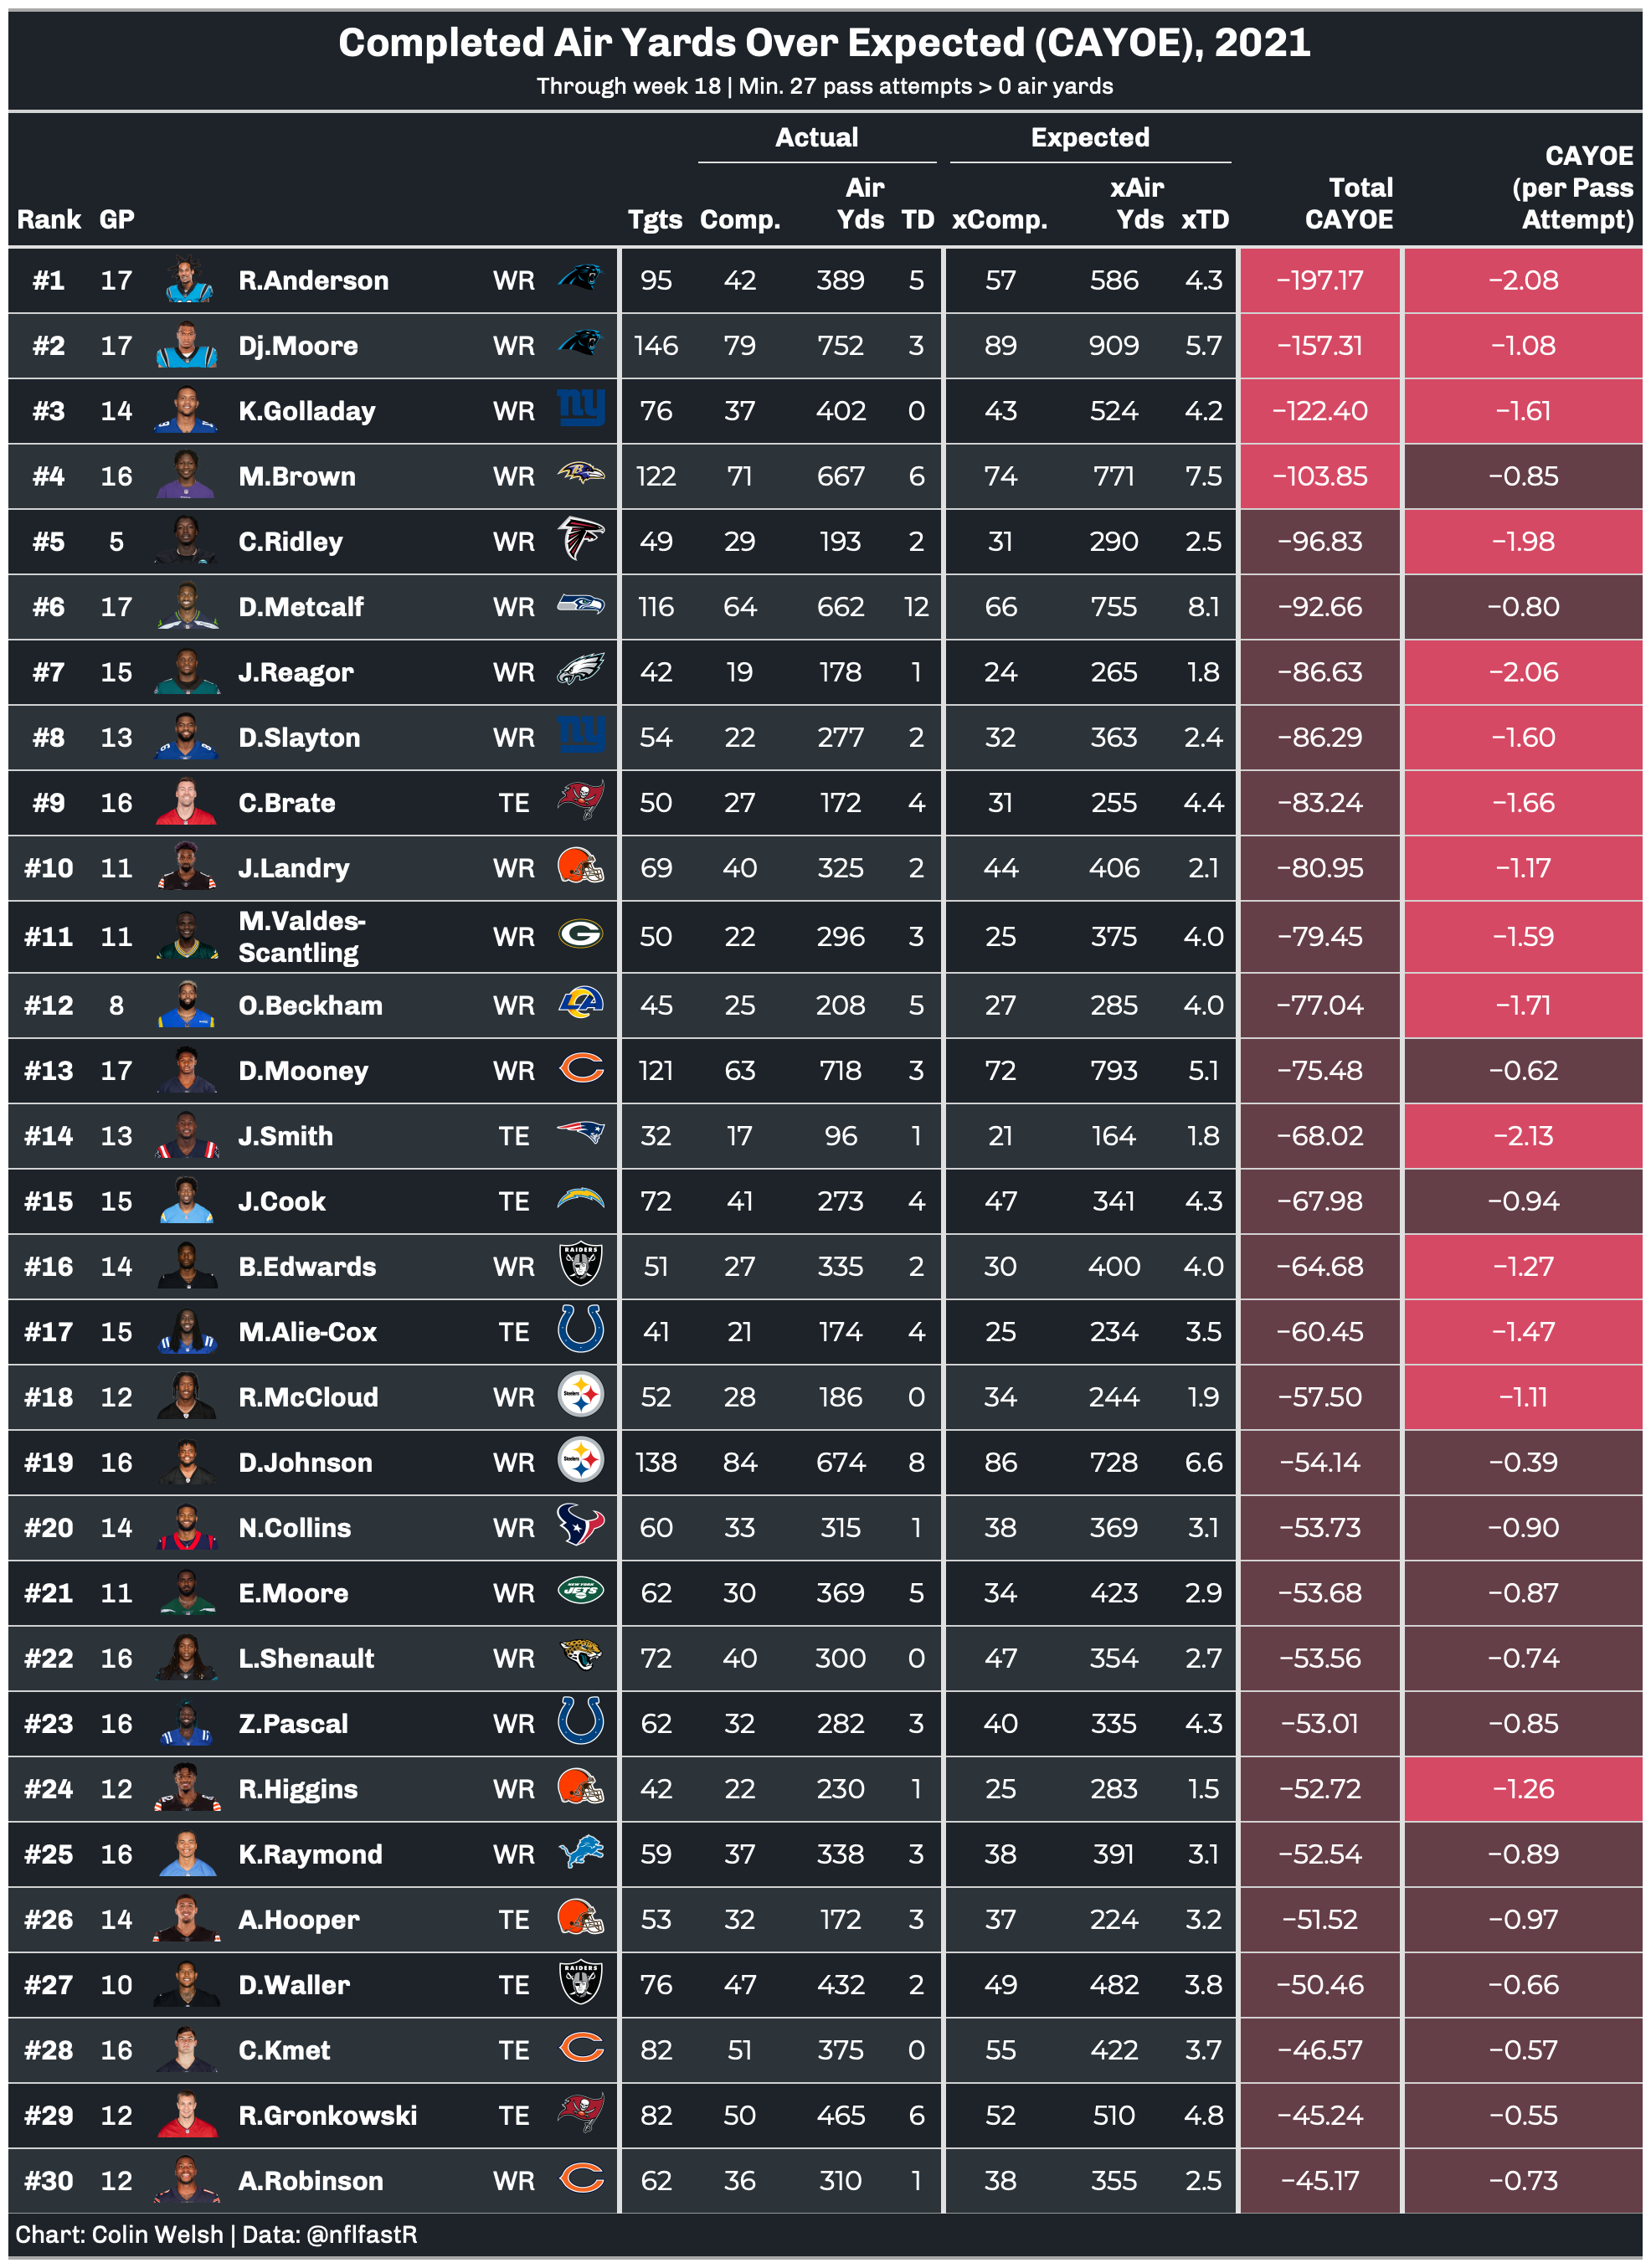 Completed Air Yards Over Expected (CAYOE), 2021
Through week 18 | Min. 27 pass attempts > 0 air yards
Actual Expected
Rank GP Tgts Comp. Air Yds TD xComp. xAir Yds xTD Total CAYOE CAYOE (per Pass Attempt)
#1 17 R.Anderson WR 95 42 389 5 57 586 4.3 −197.17 −2.08
#2 17 Dj.Moore WR 146 79 752 3 89 909 5.7 −157.31 −1.08
#3 14 K.Golladay WR ny 76 37 402 0 43 524 4.2 −122.40 −1.61
#4 16 M.Brown WR 122 71 667 6 74 771 7.5 −103.85 −0.85
#5 5 C.Ridley WR 49 29 193 2 31 290 2.5 −96.83 −1.98
#6 17 D.Metcalf WR 116 64 662 12 66 755 8.1 −92.66 −0.80
#7 15 J.Reagor WR 42 19 178 1 24 265 1.8 −86.63 −2.06
#8 13 D.Slayton WR ny 54 22 277 2 32 363 2.4 −86.29 −1.60
#9 16 C.Brate TE 50 27 172 4 31 255 4.4 −83.24 −1.66
#10 11 J.Landry WR 69 40 325 2 44 406 2.1 −80.95 −1.17
#11 11 M.Valdes-Scantling WR G 50 22 296 3 25 375 4.0 −79.45 −1.59
#12 8 O.Beckham WR LA 45 25 208 5 27 285 4.0 −77.04 −1.71
#13 17 D.Mooney WR C 121 63 718 3 72 793 5.1 −75.48 −0.62
#14 13 J.Smith TE 32 17 96 1 21 164 1.8 −68.02 −2.13
#15 15 J.Cook TE 72 41 273 4 47 341 4.3 −67.98 −0.94
#16 14 B.Edwards WR RAIDERS 51 27 335 2 30 400 4.0 −64.68 −1.27
#17 15 M.Alie-Cox TE 41 21 174 4 25 234 3.5 −60.45 −1.47
#18 12 R.McCloud WR Steelers 52 28 186 0 34 244 1.9 −57.50 −1.11
#19 16 D.Johnson WR Steelers 138 84 674 8 86 728 6.6 −54.14 −0.39
#20 14 N.Collins WR 60 33 315 1 38 369 3.1 −53.73 −0.90
#21 11 E.Moore WR NEW YORK JETS 62 30 369 5 34 423 2.9 −53.68 −0.87
#22 16 L.Shenault WR 72 40 300 0 47 354 2.7 −53.56 −0.74
#23 16 Z.Pascal WR 62 32 282 3 40 335 4.3 −53.01 −0.85
#24 12 R.Higgins WR 42 22 230 1 25 283 1.5 −52.72 −1.26
#25 16 K.Raymond WR 59 37 338 3 38 391 3.1 −52.54 −0.89
#26 14 A.Hooper TE 53 32 172 3 37 224 3.2 −51.52 −0.97
#27 10 D.Waller TE RAIDERS 76 47 432 2 49 482 3.8 −50.46 −0.66
#28 16 C.Kmet TE C 82 51 375 0 55 422 3.7 −46.57 −0.57
#29 12 R.Gronkowski TE 82 50 465 6 52 510 4.8 −45.24 −0.55
#30 12 A.Robinson WR C 62 36 310 1 38 355 2.5 −45.17 −0.73
Chart: Colin Welsh | Data: @nflfastR